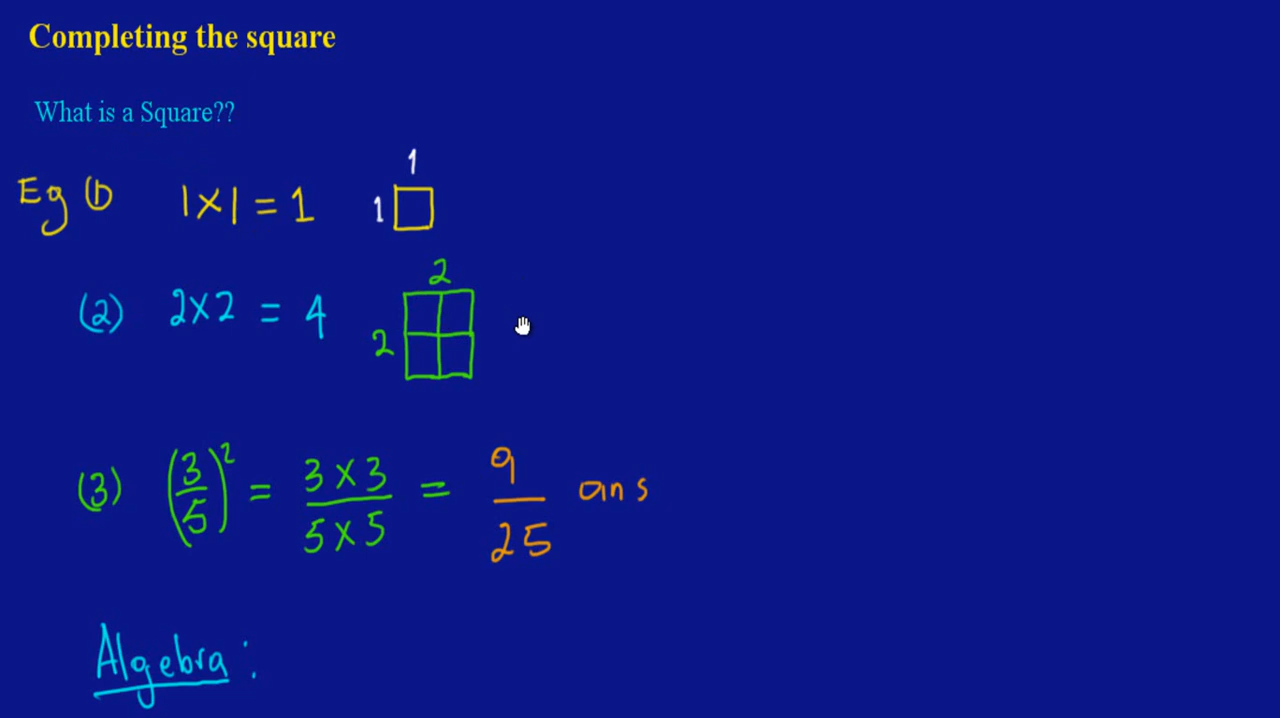 Completing the square
What is a Square??
Eg (1) 1×1 = 1 1 1
(2) 2×2 = 4 2 2
(3) (3/5)² = 3×3/5×5 = 9/25 ans
Algebra: